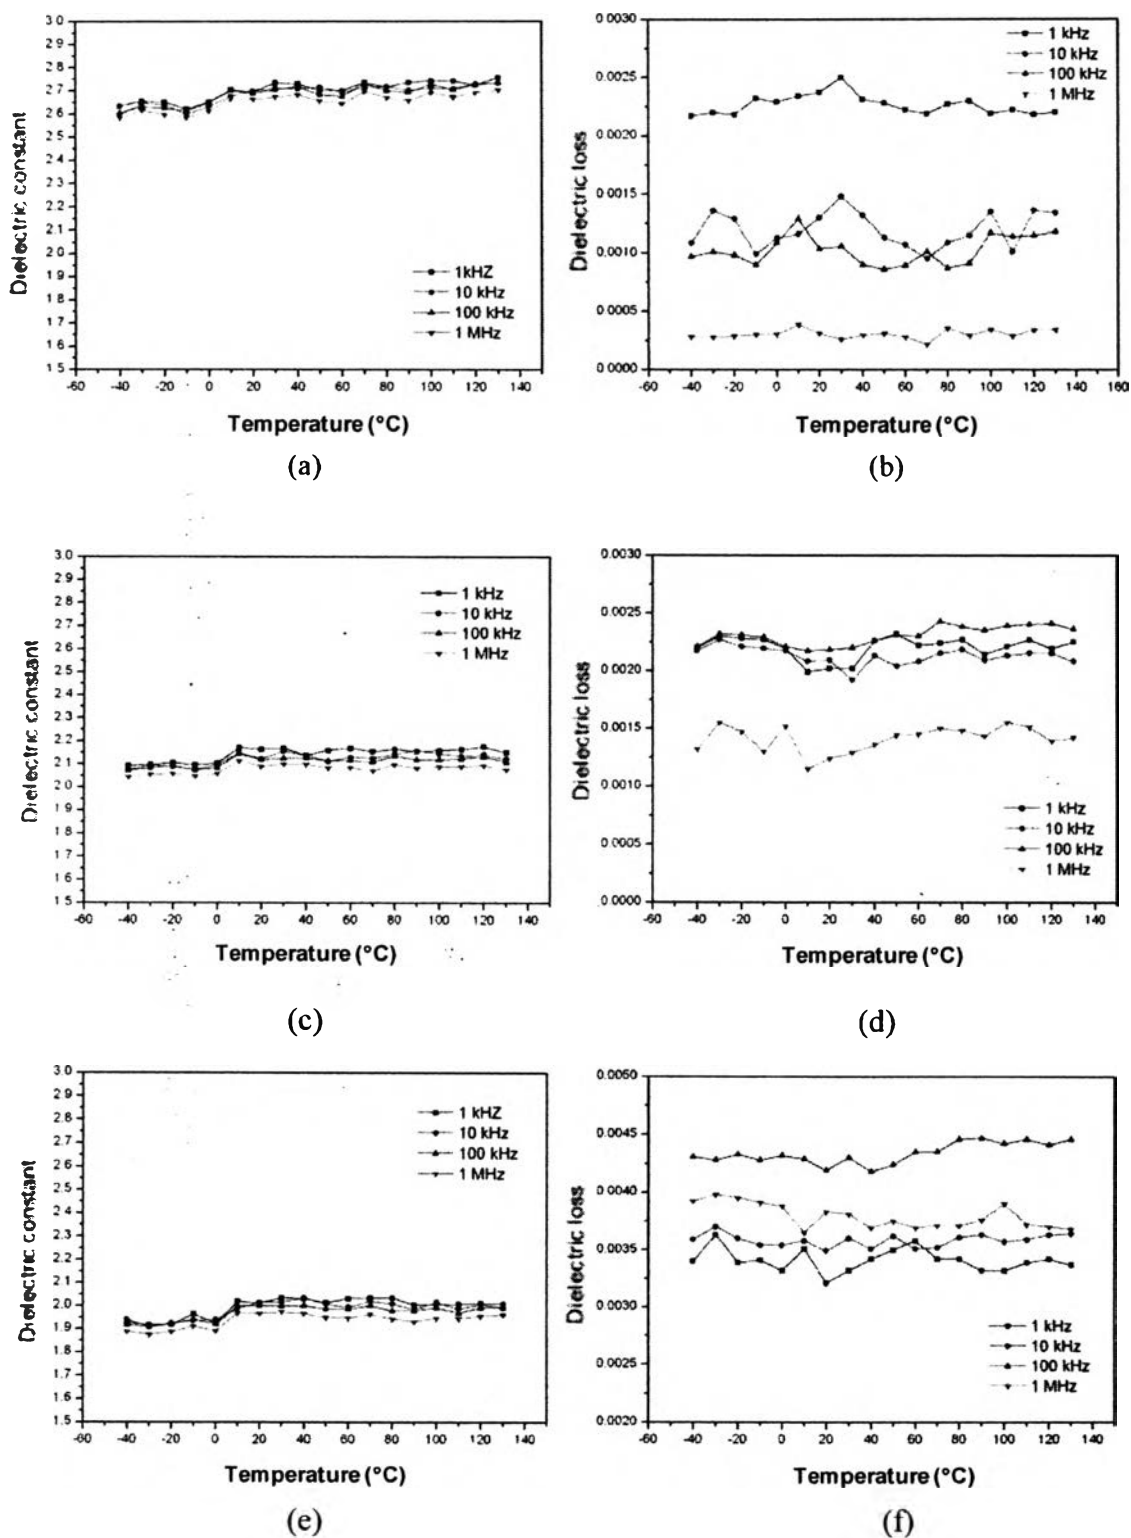 3.0
2.9
2.8
2.7
2.6
2.5
2.4
2.3
2.2
2.1
2.0
1.9
1.8
1.7
1.6
1.5
Dielectric constant
1kHZ
10 kHz
100 kHz
1 MHz
-60 -40 -20 0 20 40 60 80 100 120 140
Temperature (°C)
(a)
0.0030
0.0025
0.0020
0.0015
0.0010
0.0005
0.0000
Dielectric loss
1 kHz
10 kHz
100 kHz
1 MHz
-60 -40 -20 0 20 40 60 80 100 120 140 160
Temperature (°C)
(b)
3.0
2.9
2.8
2.7
2.6
2.5
2.4
2.3
2.2
2.1
2.0
1.9
1.8
1.7
1.6
1.5
Dielectric constant
1 kHz
10 kHz
100 kHz
1 MHz
-60 -40 -20 0 20 40 60 80 100 120 140
Temperature (°C)
(c)
0.0030
0.0025
0.0020
0.0015
0.0010
0.0005
0.0000
Dielectric loss
1 kHz
10 kHz
100 kHz
1 MHz
-60 -40 -20 0 20 40 60 80 100 120 140
Temperature (°C)
(d)
3.0
2.9
2.8
2.7
2.6
2.5
2.4
2.3
2.2
2.1
2.0
1.9
1.8
1.7
1.6
1.5
Dielectric constant
1 kHZ
10 kHz
100 kHz
1 MHz
-60 -40 -20 0 20 40 60 80 100 120 140
Temperature (°C)
(e)
0.0050
0.0045
0.0040
0.0035
0.0030
0.0025
0.0020
Dielectric loss
1 kHz
10 kHz
100 kHz
1 MHz
-60 -40 -20 0 20 40 60 80 100 120 140
Temperature (°C)
(f)